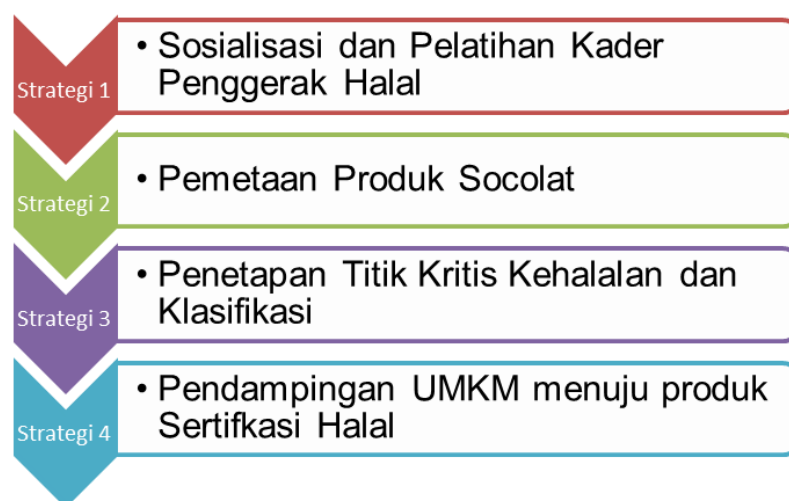 Strategi 1
• Sosialisasi dan Pelatihan Kader
Penggerak Halal
Strategi 2
• Pemetaan Produk Socolat
Strategi 3
• Penetapan Titik Kritis Kehalalan dan
Klasifikasi
Strategi 4
• Pendampingan UMKM menuju produk
Sertifkasi Halal